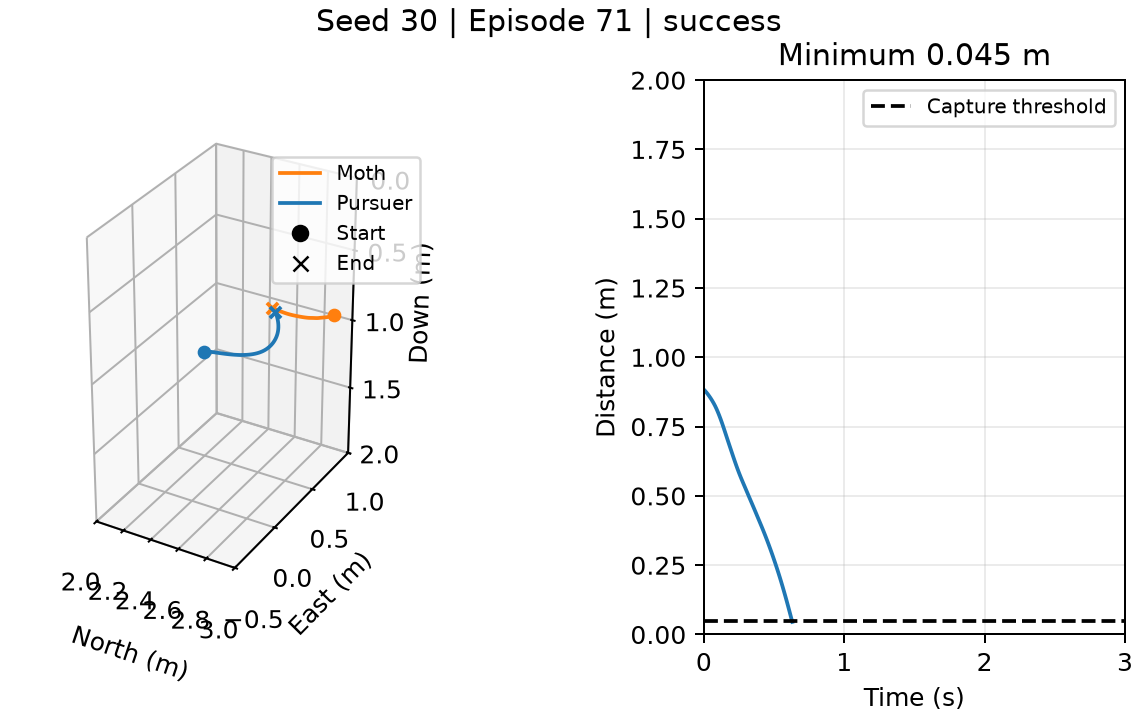 Seed 30 | Episode 71 | success
Moth
Pursuer
Start
End
0.0
0.5
1.0
1.5
2.0
Down (m)
1.0
0.5
0.0
−0.5
East (m)
2.0
2.2
2.4
2.6
2.8
3.0
North (m)
Minimum 0.045 m
Capture threshold
2.00
1.75
1.50
1.25
1.00
0.75
0.50
0.25
0.00
Distance (m)
0
1
2
3
Time (s)